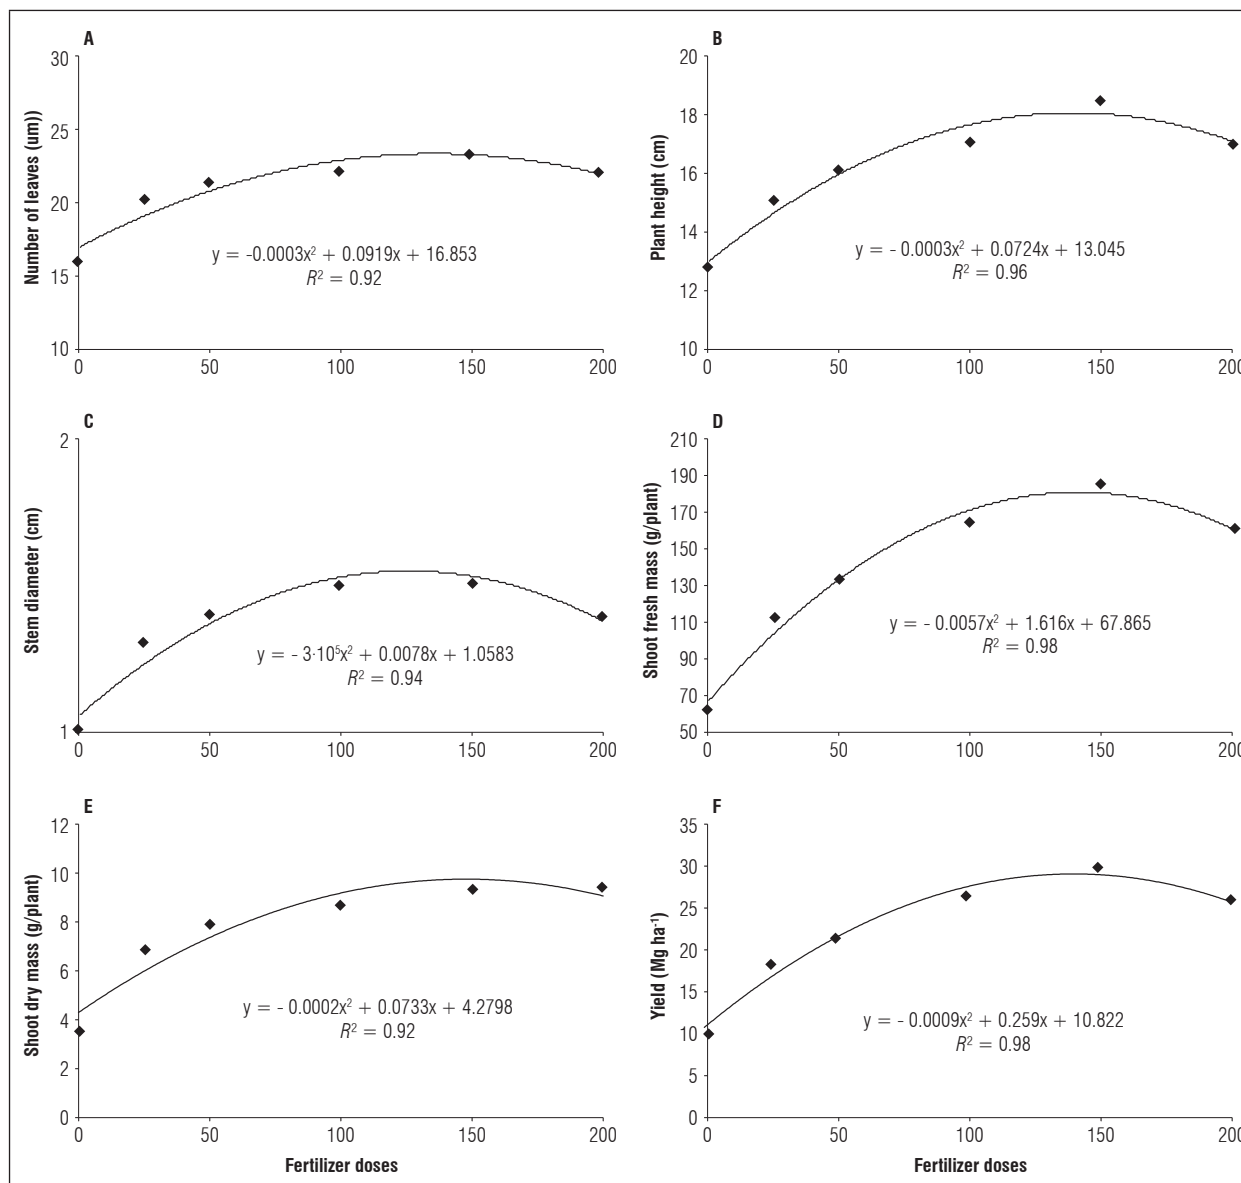 A
Number of leaves (um))
30
25
20
15
10
y = -0.0003x² + 0.0919x + 16.853
R² = 0.92
0 50 100 150 200
B
Plant height (cm)
20
18
16
14
12
10
y = - 0.0003x² + 0.0724x + 13.045
R² = 0.96
0 50 100 150 200
C
Stem diameter (cm)
2
1
y = - 3·10⁵x² + 0.0078x + 1.0583
R² = 0.94
0 50 100 150 200
D
Shoot fresh mass (g/plant)
210
190
170
150
130
110
90
70
50
y = - 0.0057x² + 1.616x + 67.865
R² = 0.98
0 50 100 150 200
E
Shoot dry mass (g/plant)
12
10
8
6
4
2
0
y = - 0.0002x² + 0.0733x + 4.2798
R² = 0.92
0 50 100 150 200
Fertilizer doses
F
Yield (Mg ha⁻¹)
35
30
25
20
15
10
5
0
y = - 0.0009x² + 0.259x + 10.822
R² = 0.98
0 50 100 150 200
Fertilizer doses